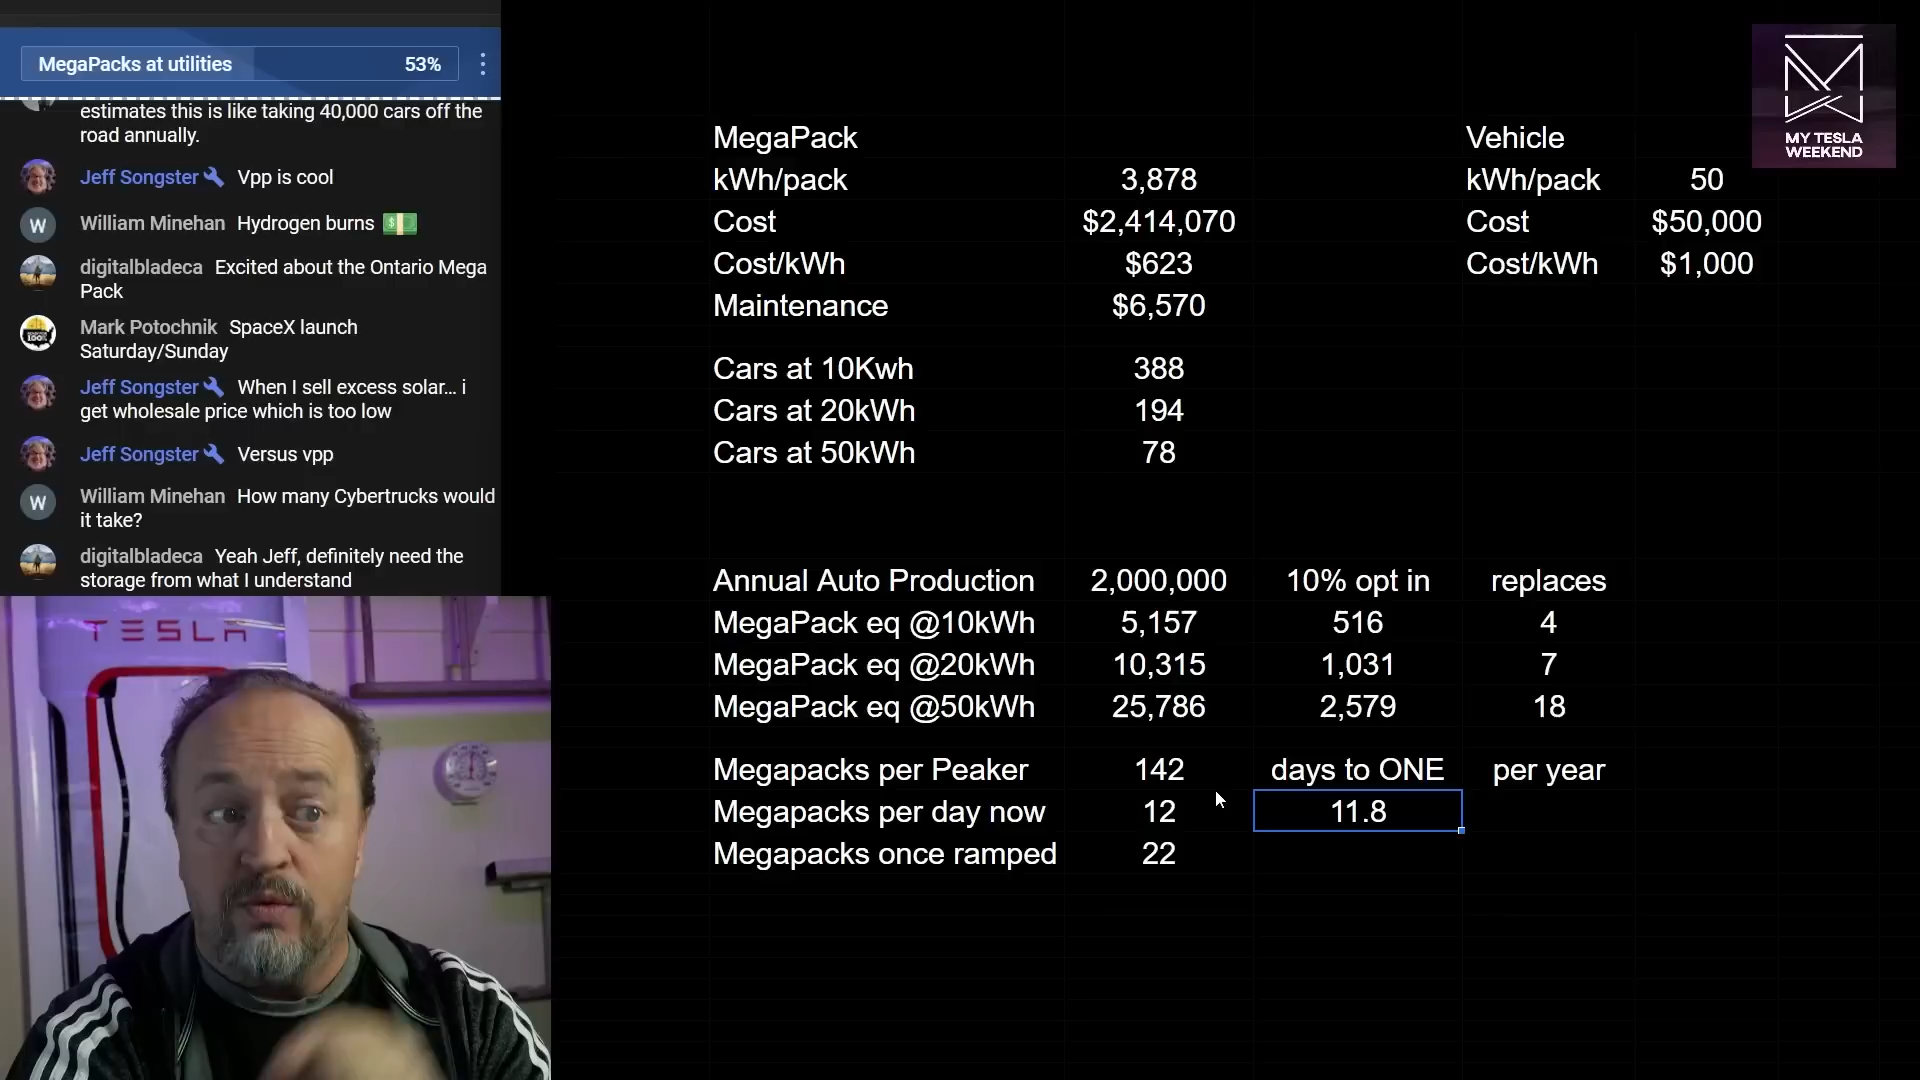 MegaPacks at utilities 53%
estimates this is like taking 40,000 cars off the
road annually.
Jeff Songster Vpp is cool
W William Minehan Hydrogen burns
digitalbladeca Excited about the Ontario Mega
Pack
Mark Potochnik SpaceX launch
Saturday/Sunday
Jeff Songster When I sell excess solar... i
get wholesale price which is too low
Jeff Songster Versus vpp
W William Minehan How many Cybertrucks would
it take?
digitalbladeca Yeah Jeff, definitely need the
storage from what I understand
TESLA
MegaPack Vehicle
kWh/pack 3,878 kWh/pack 50
Cost $2,414,070 Cost $50,000
Cost/kWh $623 Cost/kWh $1,000
Maintenance $6,570
Cars at 10Kwh 388
Cars at 20kWh 194
Cars at 50kWh 78
Annual Auto Production 2,000,000 10% opt in replaces
MegaPack eq @10kWh 5,157 516 4
MegaPack eq @20kWh 10,315 1,031 7
MegaPack eq @50kWh 25,786 2,579 18
Megapacks per Peaker 142 days to ONE per year
Megapacks per day now 12 11.8
Megapacks once ramped 22
MY TESLA
WEEKEND